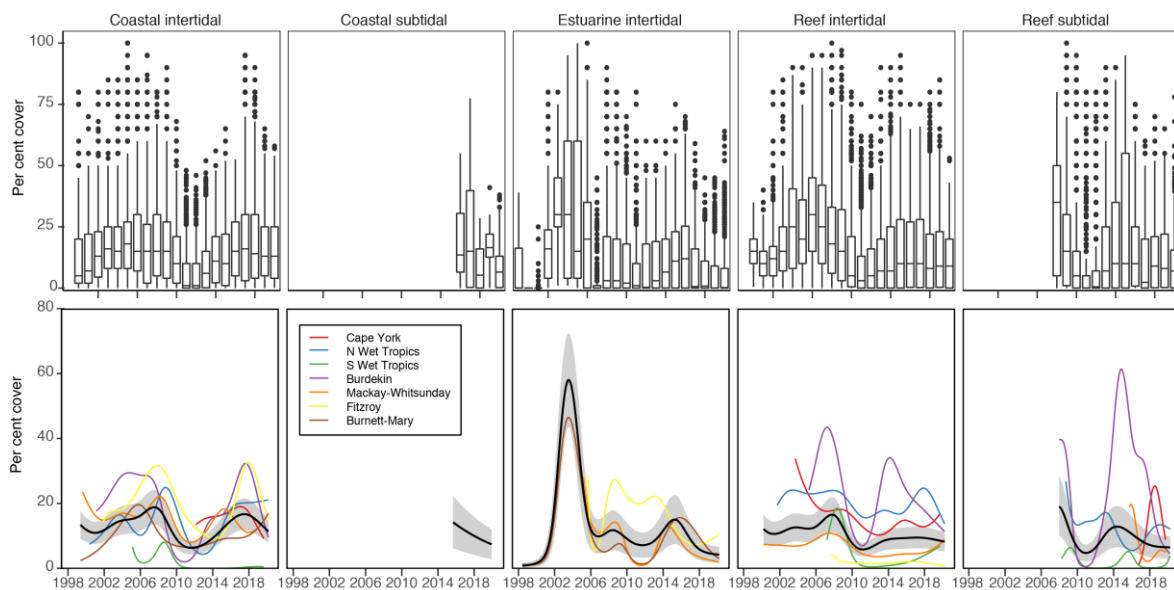 Coastal intertidal Coastal subtidal Estuarine intertidal Reef intertidal Reef subtidal
Per cent cover
100
75
50
25
0
Per cent cover
80
60
40
20
0
Cape York
N Wet Tropics
S Wet Tropics
Burdekin
Mackay-Whitsunday
Fitzroy
Burnett-Mary
1998 2002 2006 2010 2014 2018 1998 2002 2006 2010 2014 2018 1998 2002 2006 2010 2014 2018 1998 2002 2006 2010 2014 2018 1998 2002 2006 2010 2014 2018